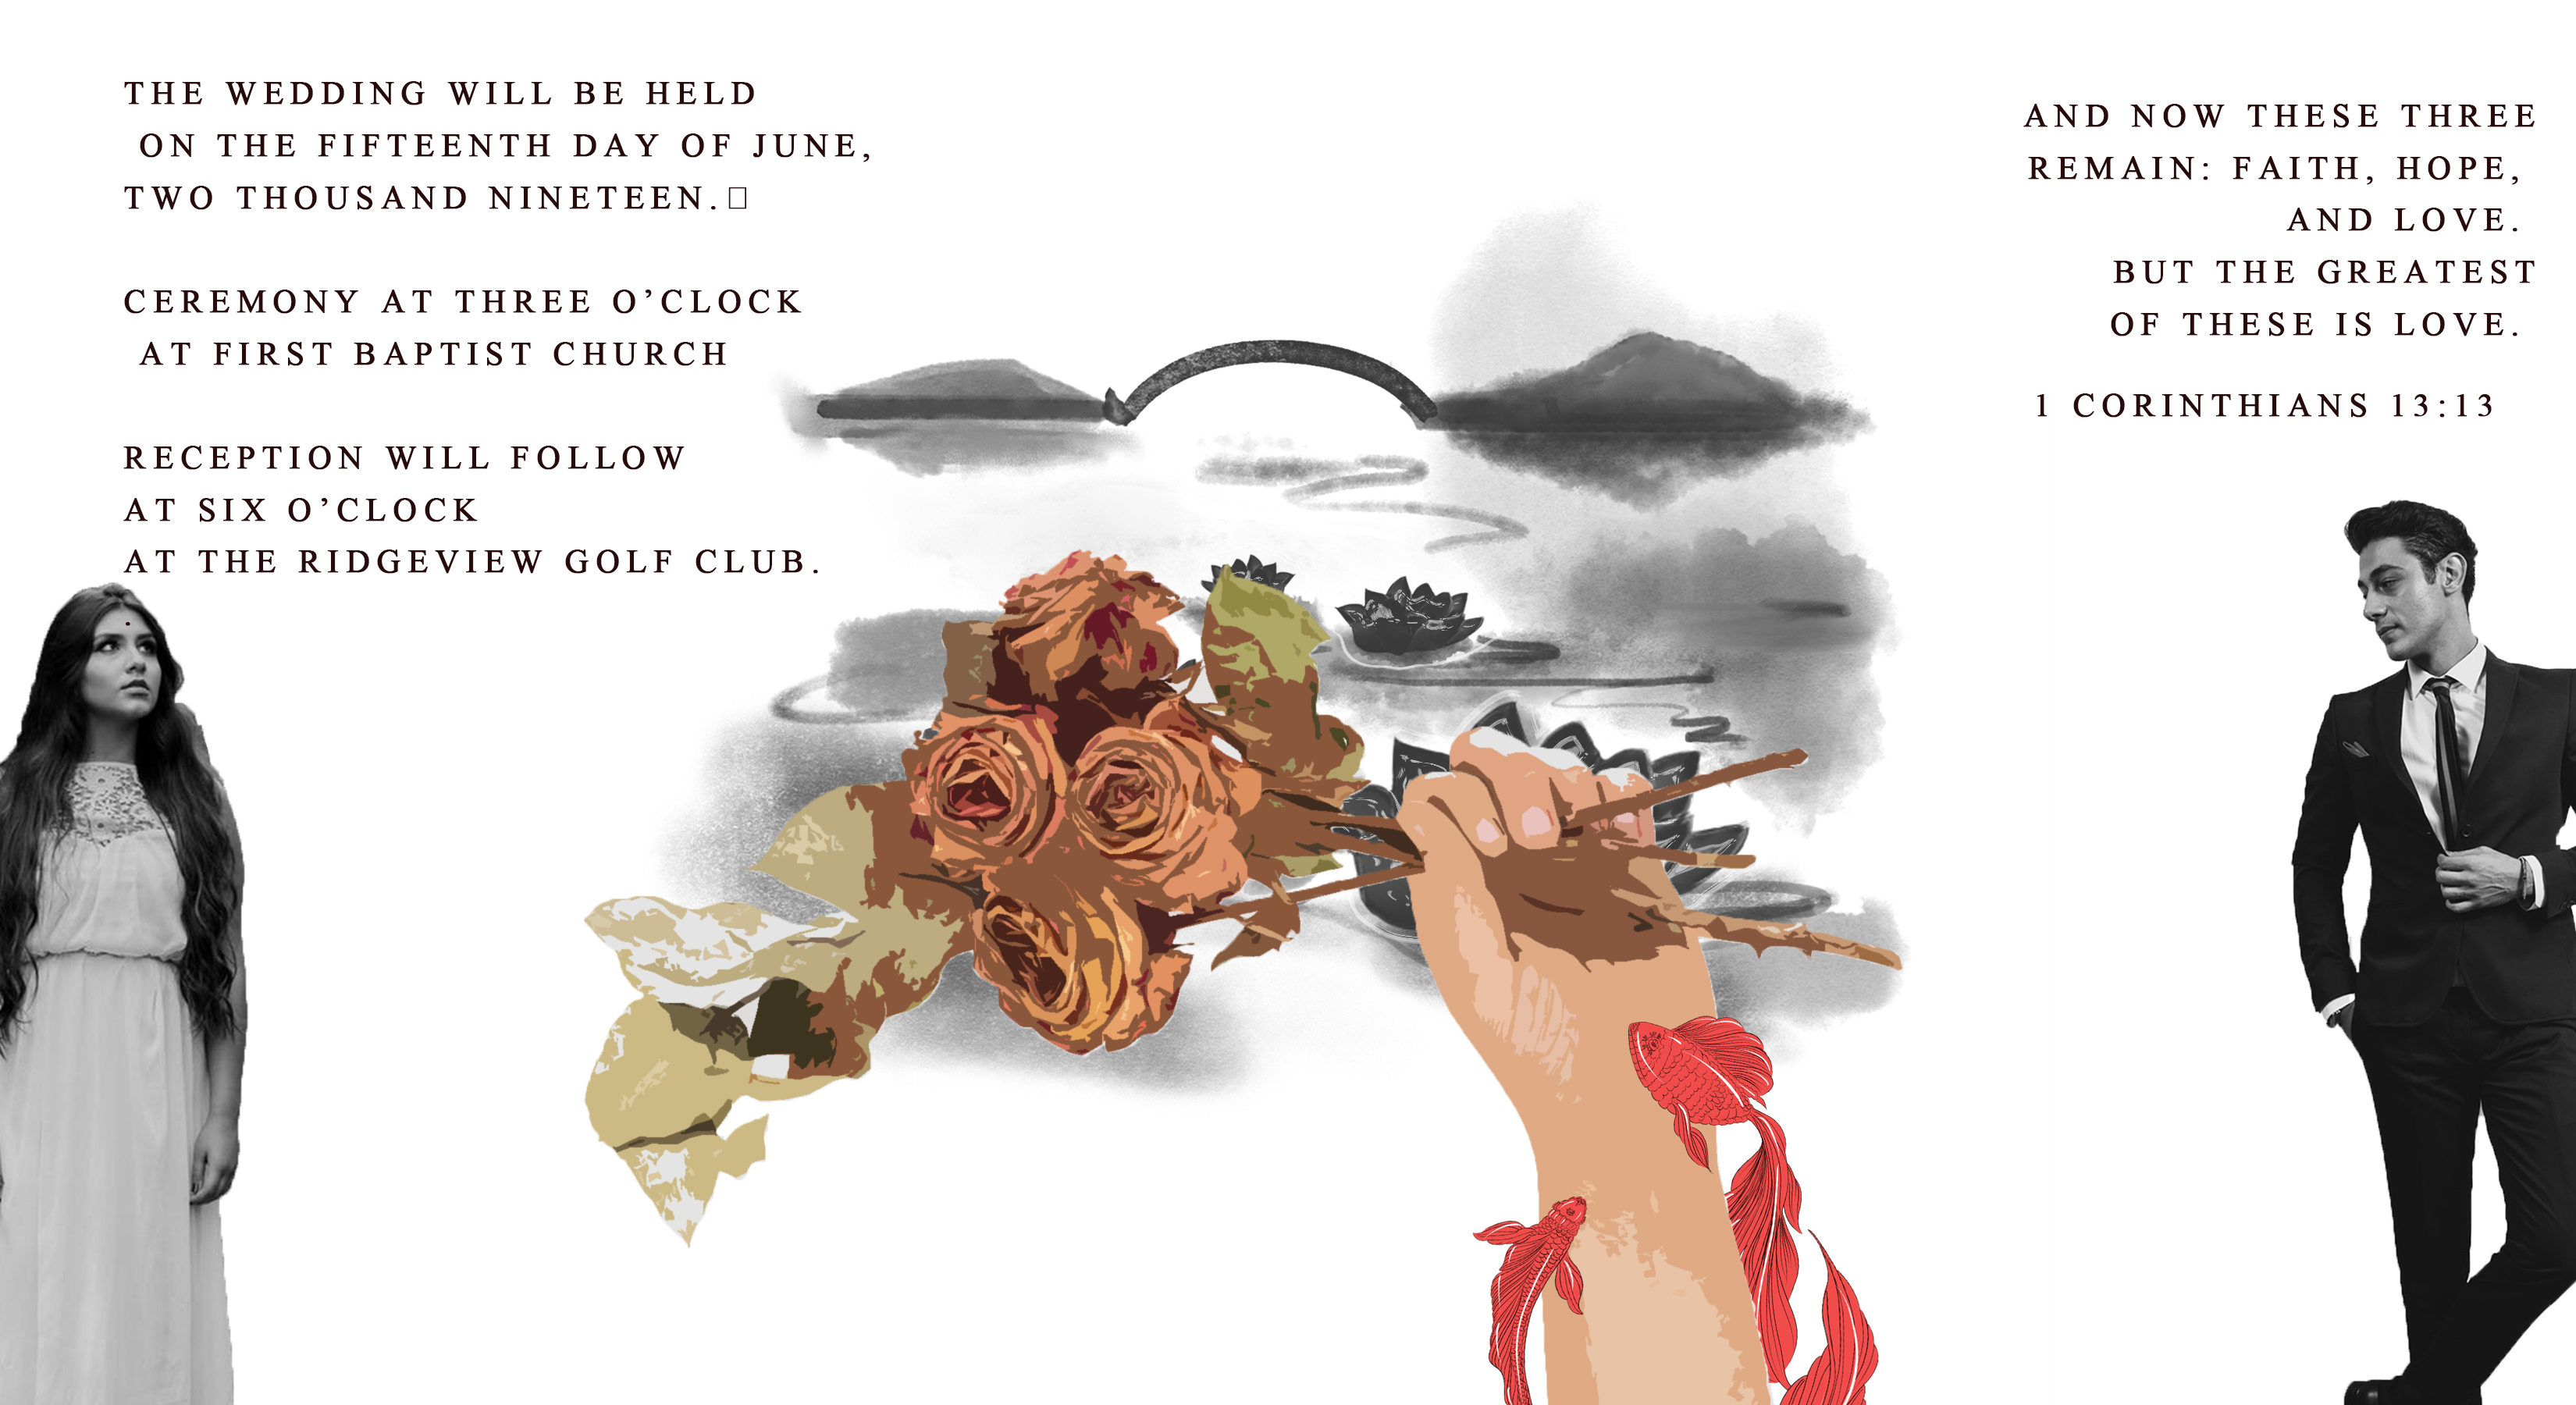 THE WEDDING WILL BE HELD
ON THE FIFTEENTH DAY OF JUNE,
TWO THOUSAND NINETEEN.□
CEREMONY AT THREE O’CLOCK
AT FIRST BAPTIST CHURCH
RECEPTION WILL FOLLOW
AT SIX O’CLOCK
AT THE RIDGEVIEW GOLF CLUB.
AND NOW THESE THREE
REMAIN: FAITH, HOPE,
AND LOVE.
BUT THE GREATEST
OF THESE IS LOVE.
1 CORINTHIANS 13:13